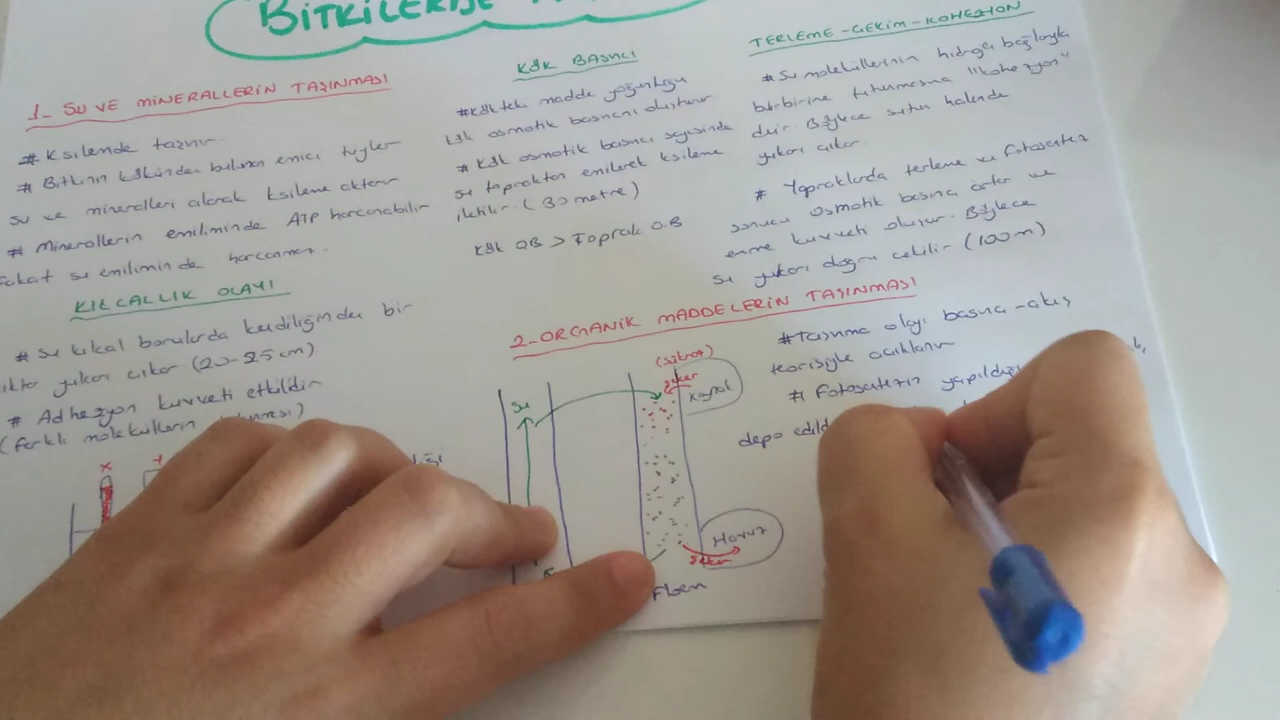 BİTKİLERDE
1- SU VE MİNERALLERİN TAŞINMASI
# Ksilemde taşınır.
# Bitkinin kökünden bulunan emici tüyler
su ve mineralleri alarak ksileme aktarır
# Minerallerin emiliminde ATP harcanabilir
Fakat su emiliminde harcanmaz.
KILCALLIK OLAYI
# Su kılcal borularda kendiliğinden bir
miktar yukarı çıkar (20-25 cm)
# Adhezyon kuvveti etkilidir
(farklı moleküllerin
x
y
KÖK BASINCI
# Kökteki madde yoğunluğu
kök osmotik basıncını oluşturur
# Kök osmotik basıncı sayesinde
su topraktan emilerek ksileme
iletilir. (30 metre)
Kök O.B > Toprak O.B
TERLEME-ÇEKİM-KOHEZYON
# Su moleküllerinin hidrojen bağlarıyla
birbirine tutunmasına "kohezyon"
denir. Böylece sütun halinde
yukarı çıkar.
# Yapraklarda terleme ve fotosentez
sonucu osmotik basınç artar ve
emme kuvveti oluşur. Böylece
su yukarı doğru çekilir (100m)
2-ORGANİK MADDELERİN TAŞINMASI
(sükroz)
şeker
Kaynak
Su
Havuz
şeker
Floem
# Taşınma olayı basınç-akış
teorisiyle açıklanır
# Fotosentezin yapıldığı
depo edild